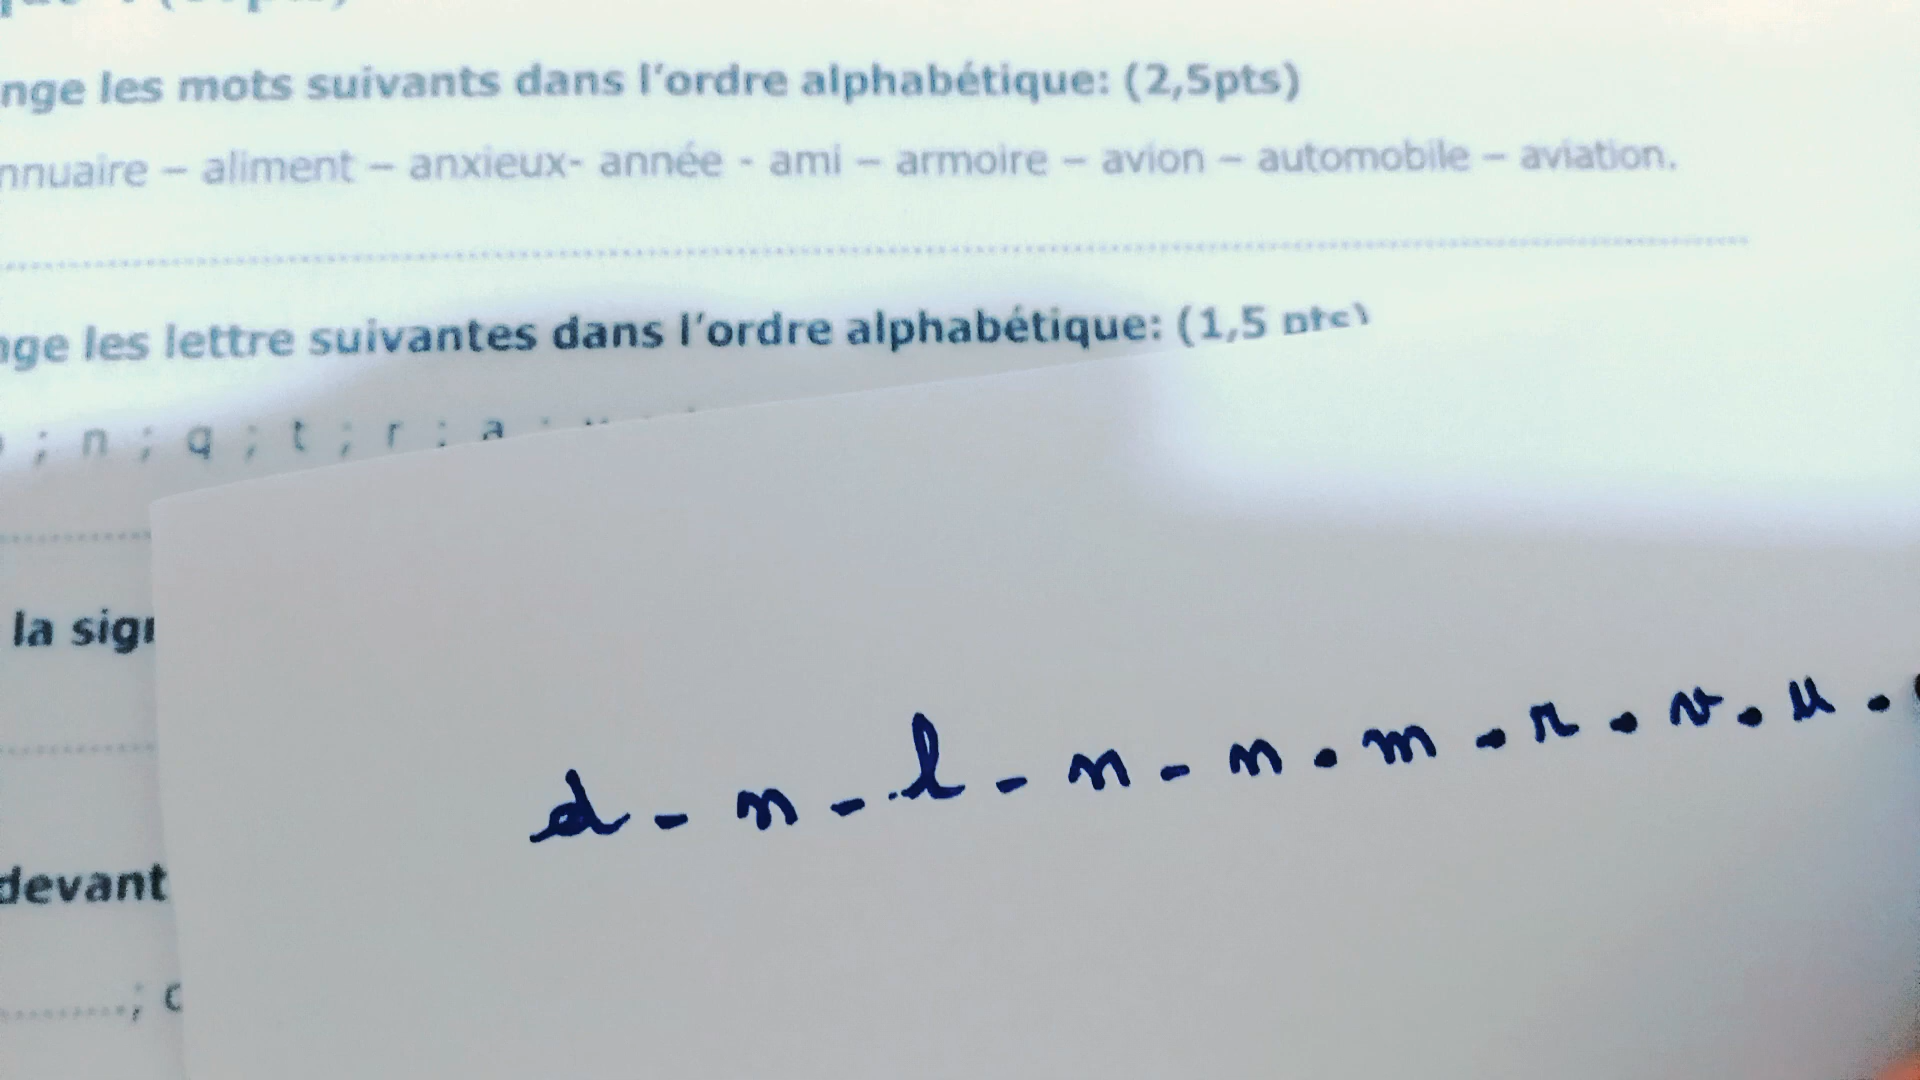 nge les mots suivants dans l'ordre alphabétique: (2,5pts)
nnuaire – aliment – anxieux- année - ami – armoire – avion – automobile – aviation.
nge les lettre suivantes dans l'ordre alphabétique: (1,5 pts)
; n ; q ; t ; r ; a
la sign
d - n - l - n - n . m . r . v . u .
devant
; c